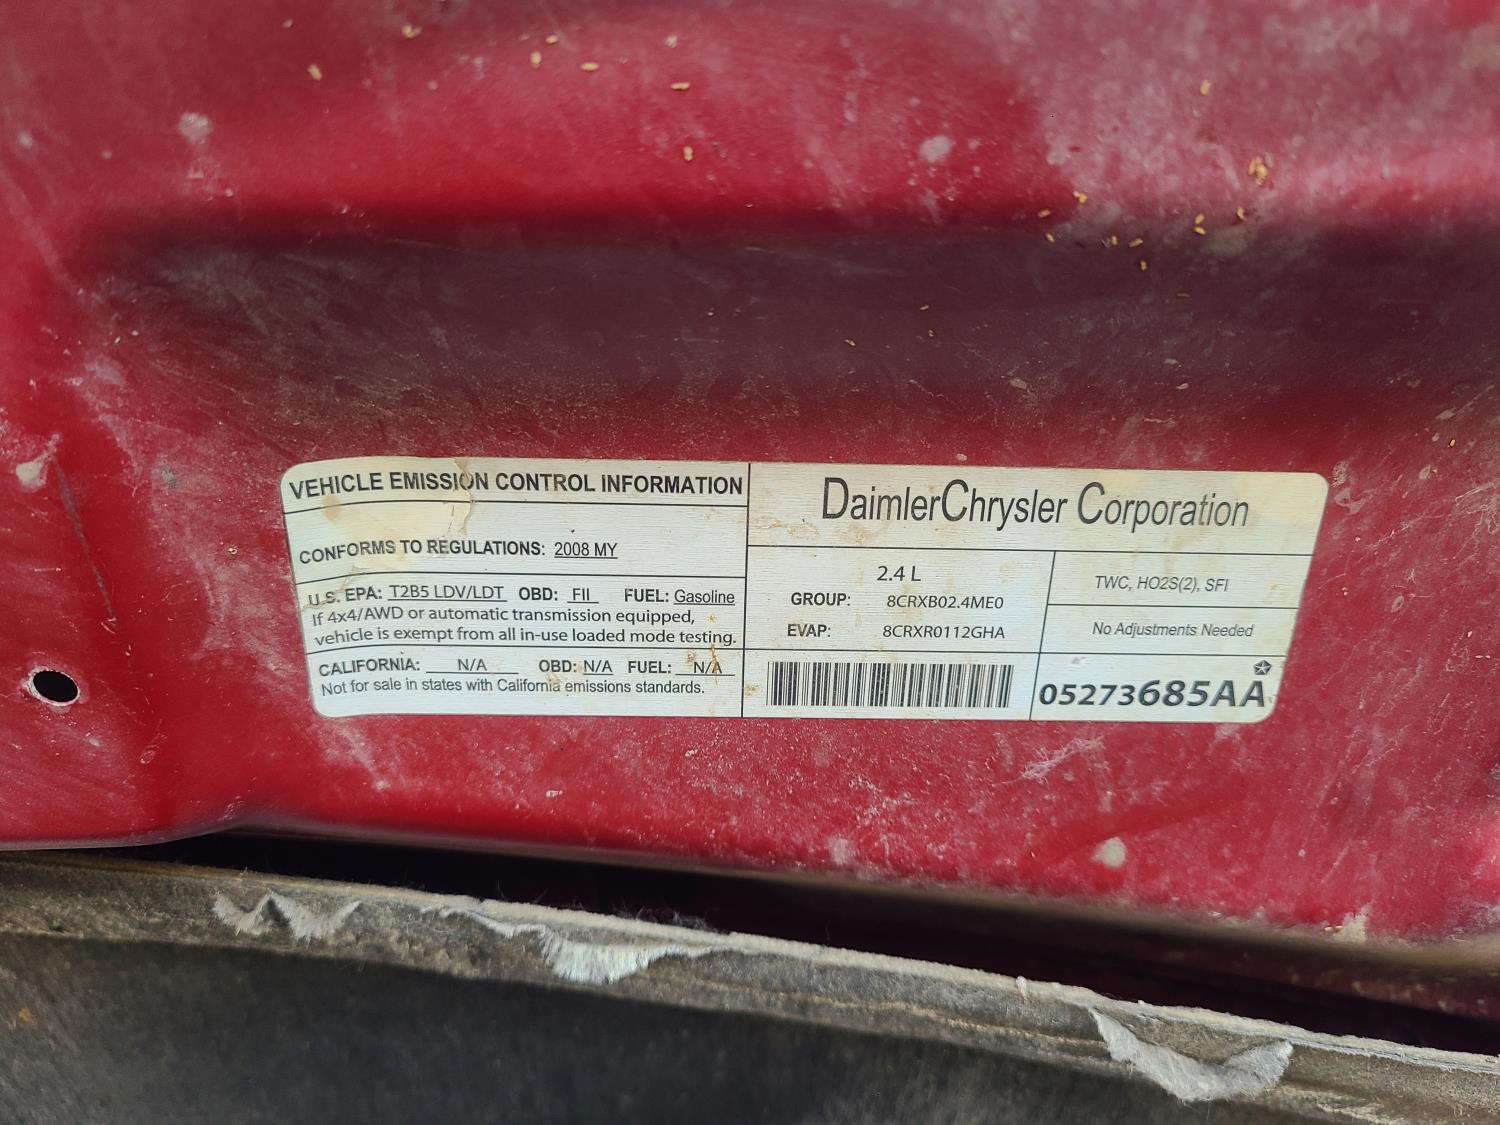 VEHICLE EMISSION CONTROL INFORMATION
CONFORMS TO REGULATIONS: 2008 MY
U.S. EPA: T2B5 LDV/LDT OBD: FII FUEL: Gasoline
If 4x4/AWD or automatic transmission equipped,
vehicle is exempt from all in-use loaded mode testing.
CALIFORNIA: N/A OBD: N/A FUEL: N/A
Not for sale in states with California emissions standards.
DaimlerChrysler Corporation
2.4 L
GROUP: 8CRXB02.4ME0
EVAP: 8CRXR0112GHA
TWC, HO2S(2), SFI
No Adjustments Needed
05273685AA